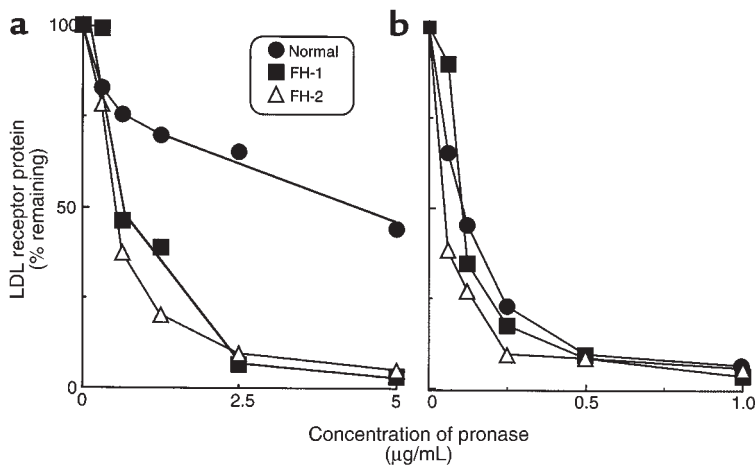 a
b
100
50
0
Normal
FH-1
FH-2
LDL receptor protein
(% remaining)
0
2.5
5
0
0.5
1.0
Concentration of pronase
(μg/mL)